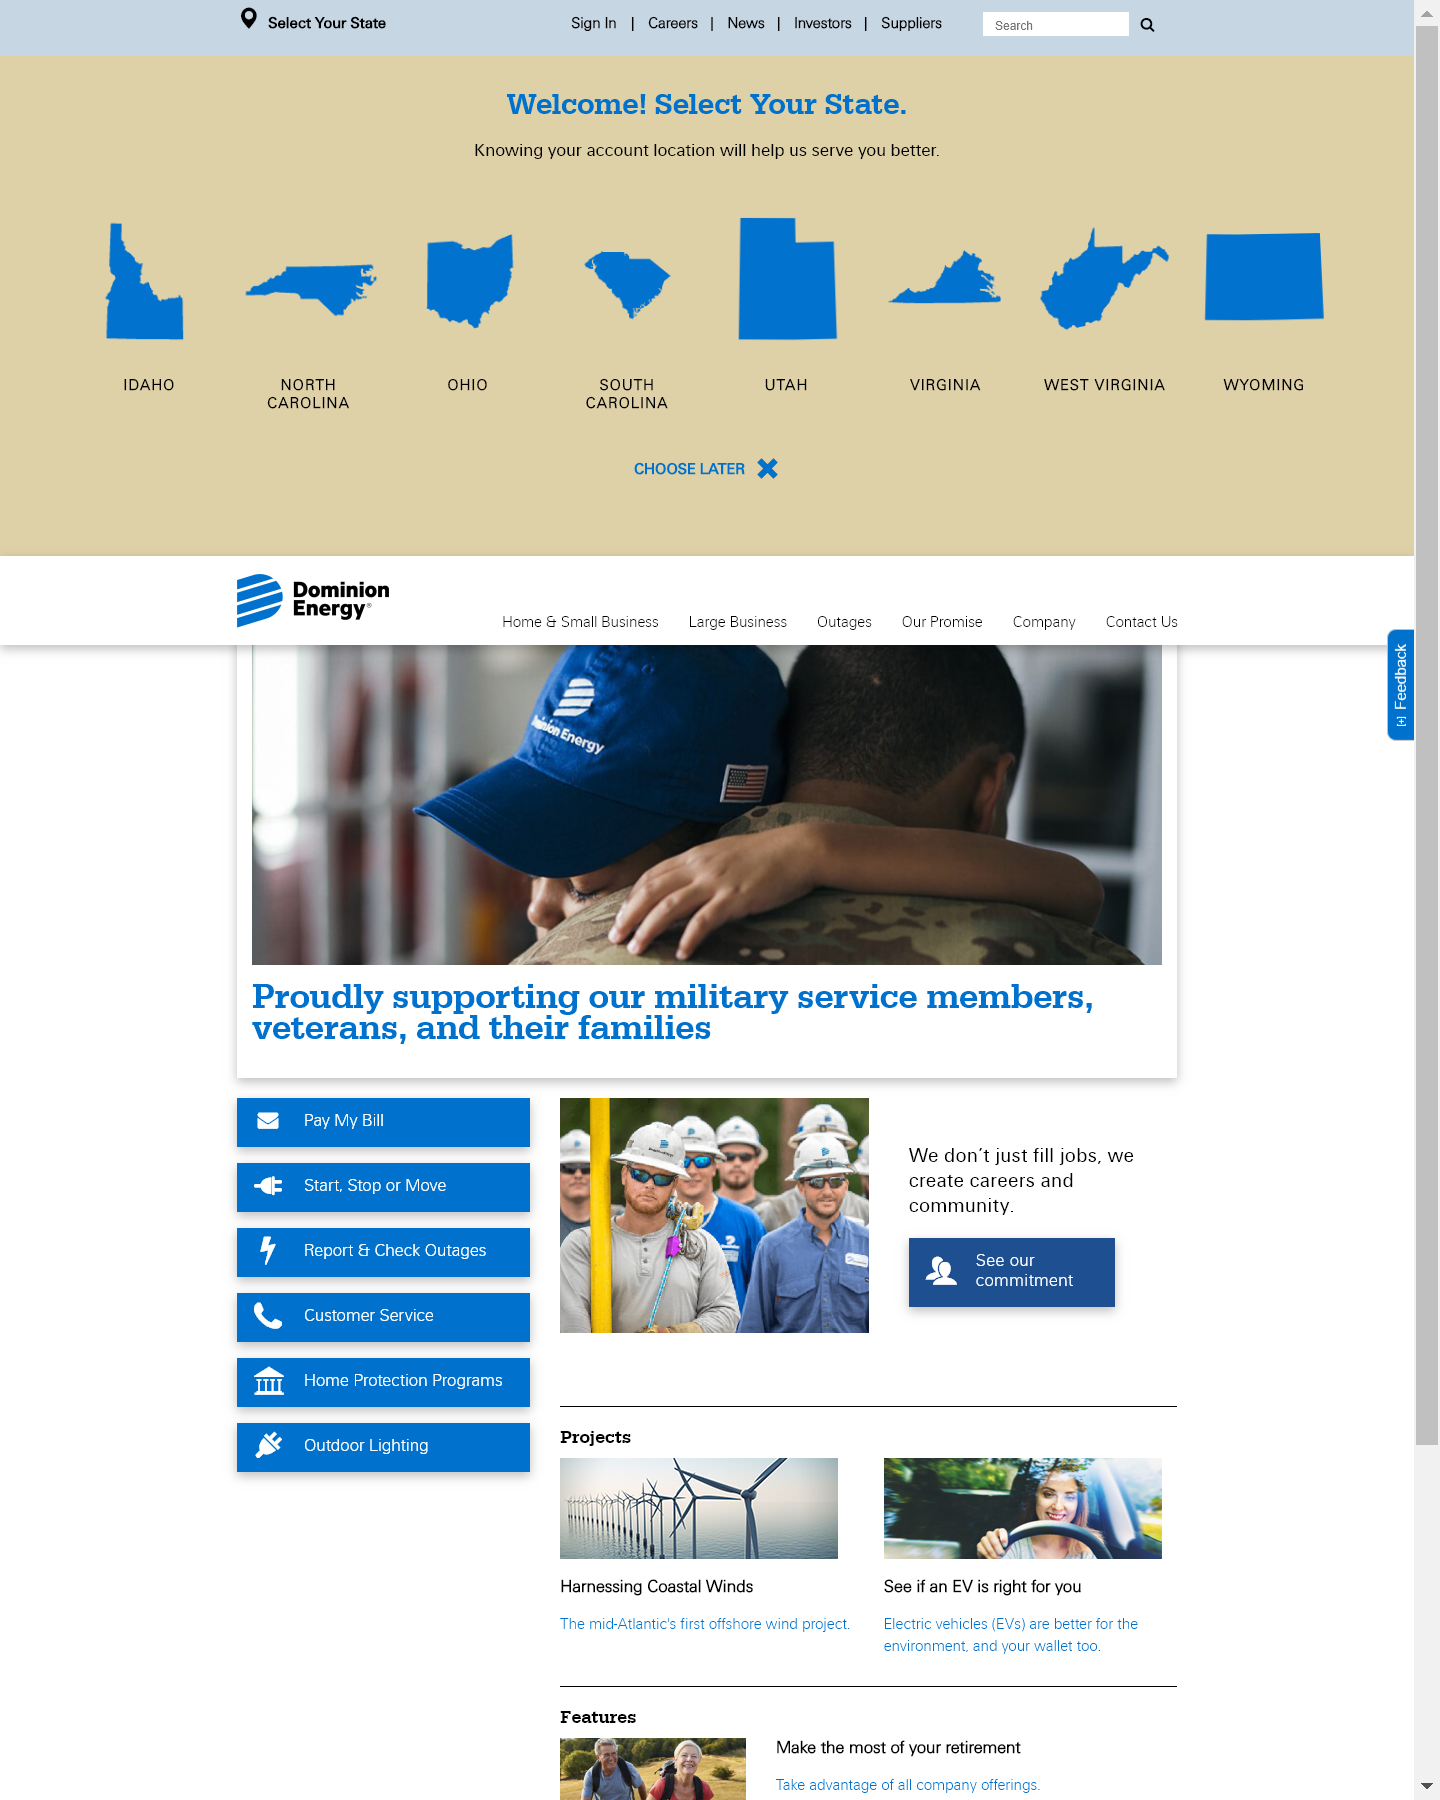 Select Your State
Sign In | Careers | News | Investors | Suppliers
Search
Welcome! Select Your State.
Knowing your account location will help us serve you better.
IDAHO
NORTH
CAROLINA
OHIO
SOUTH
CAROLINA
UTAH
VIRGINIA
WEST VIRGINIA
WYOMING
CHOOSE LATER
Dominion
Energy®
Home & Small Business
Large Business
Outages
Our Promise
Company
Contact Us
[+] Feedback
Dominion Energy
Proudly supporting our military service members,
veterans, and their families
Pay My Bill
Start, Stop or Move
Report & Check Outages
Customer Service
Home Protection Programs
Outdoor Lighting
We don't just fill jobs, we
create careers and
community.
See our
commitment
Projects
Harnessing Coastal Winds
The mid-Atlantic's first offshore wind project.
See if an EV is right for you
Electric vehicles (EVs) are better for the
environment, and your wallet too.
Features
Make the most of your retirement
Take advantage of all company offerings.